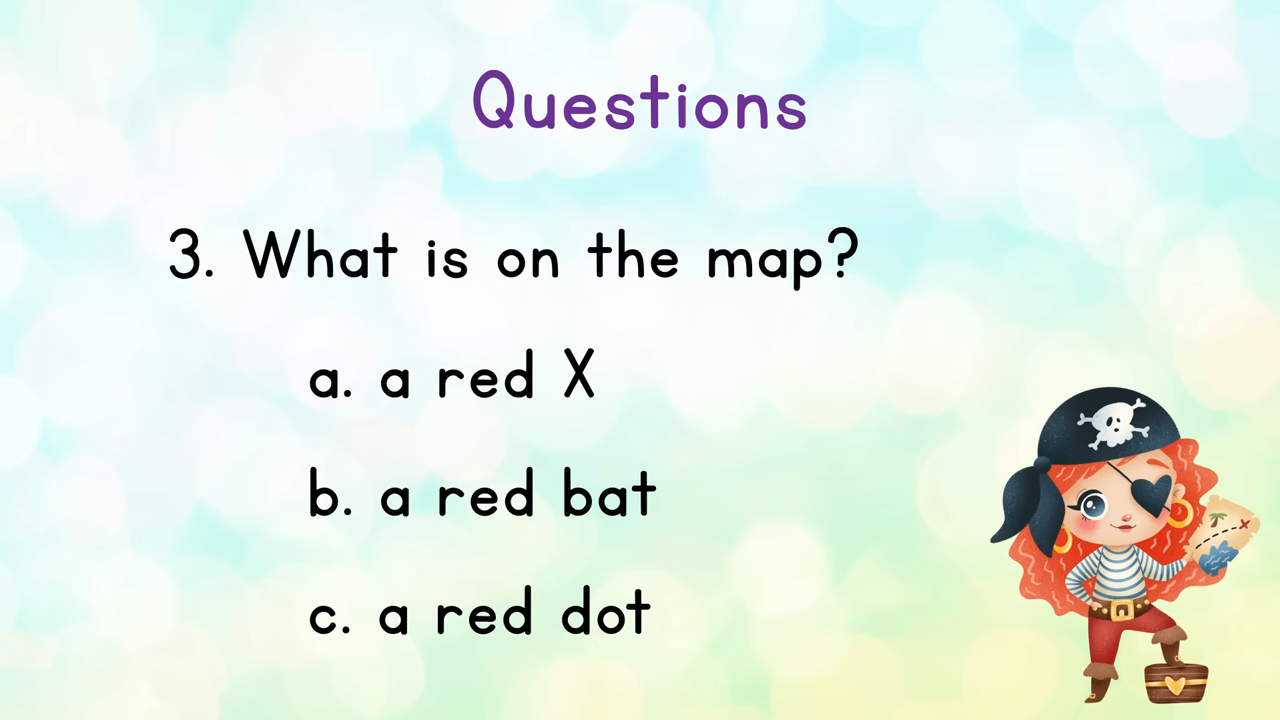 Questions
3. What is on the map?
a. a red X
b. a red bat
c. a red dot